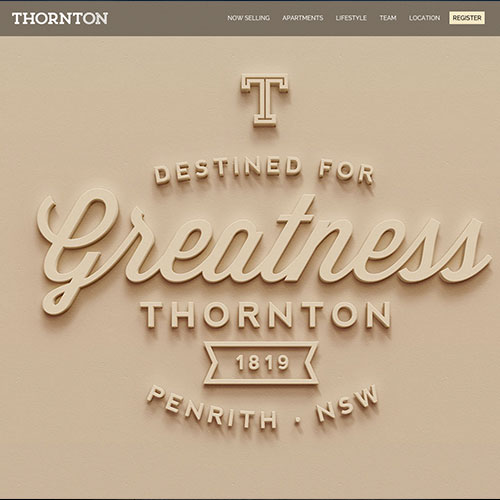 THORNTON
NOW SELLING APARTMENTS LIFESTYLE TEAM LOCATION REGISTER
T
DESTINED FOR
Greatness
THORNTON
1819
PENRITH . NSW